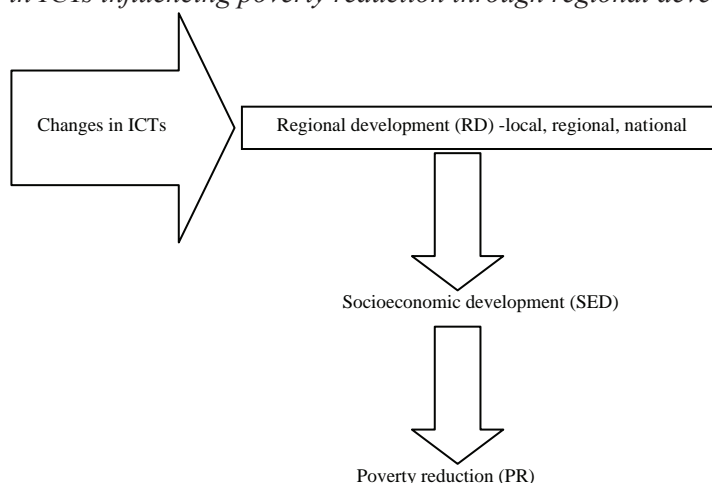 in ICTs influencing poverty reduction through regional
Changes in ICTs
Regional development (RD) -local, regional, national
Socioeconomic development (SED)
Poverty reduction (PR)